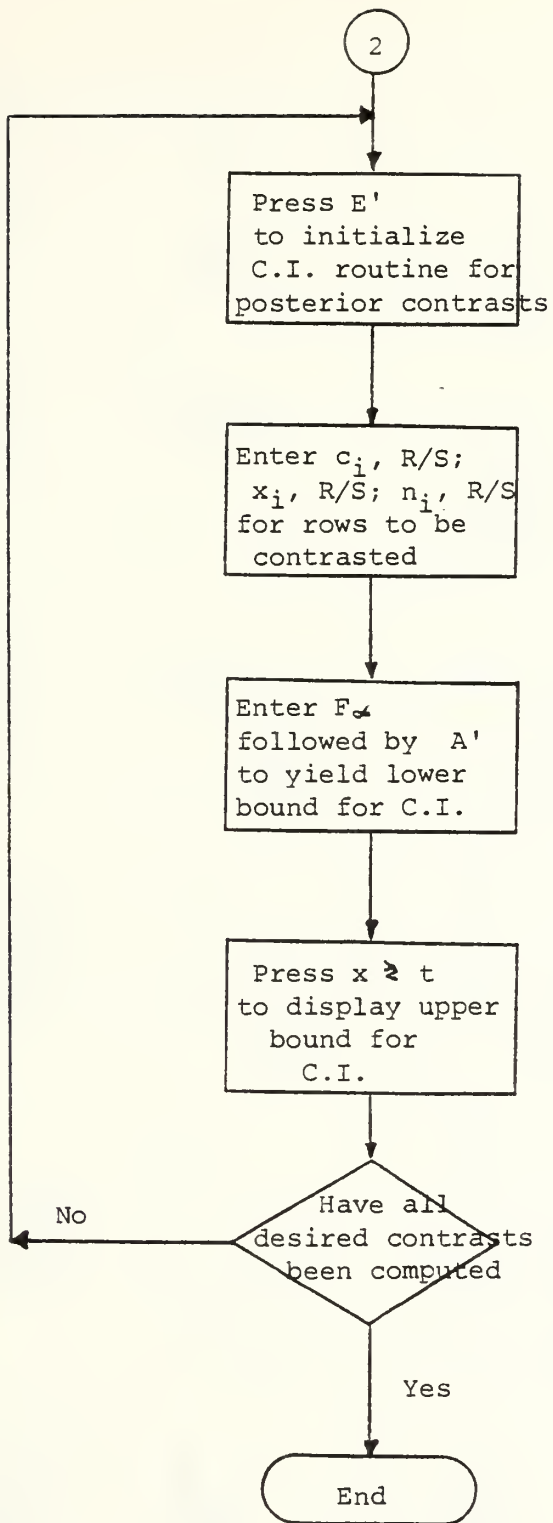 2
Press E'
to initialize
C.I. routine for
posterior contrasts
Enter c_i, R/S;
x_i, R/S; n_i, R/S
for rows to be
contrasted
Enter F_α
followed by A'
to yield lower
bound for C.I.
Press x ≷ t
to display upper
bound for
C.I.
Have all
desired contrasts
been computed
No
Yes
End